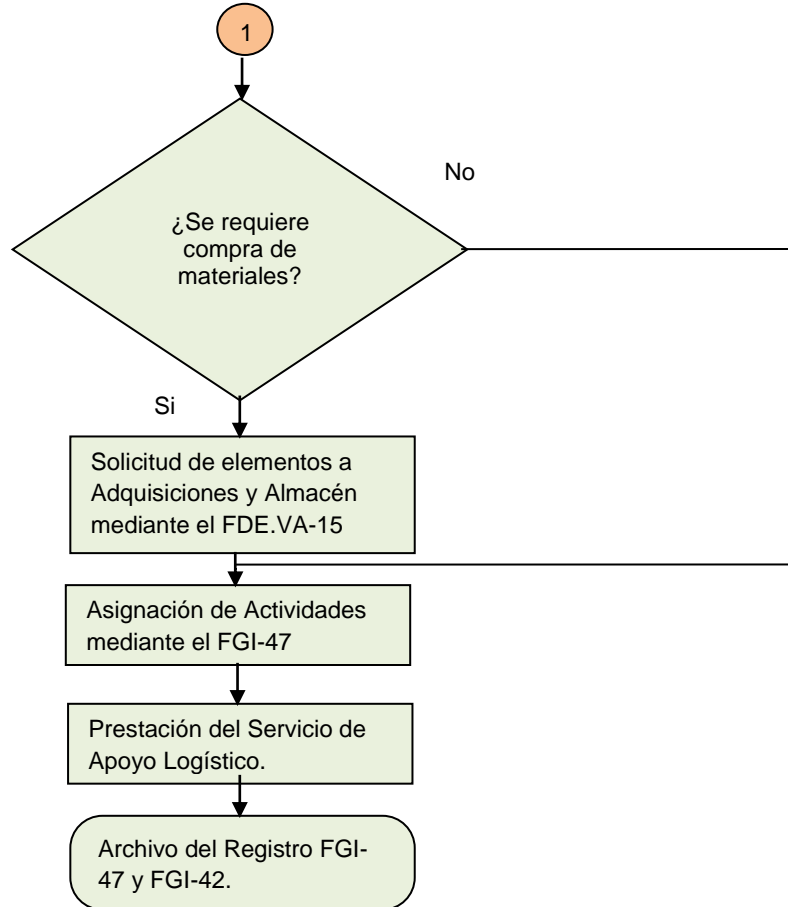 1
No
¿Se requiere
compra de
materiales?
Si
Solicitud de elementos a
Adquisiciones y Almacén
mediante el FDE.VA-15
Asignación de Actividades
mediante el FGI-47
Prestación del Servicio de
Apoyo Logístico.
Archivo del Registro FGI-
47 y FGI-42.